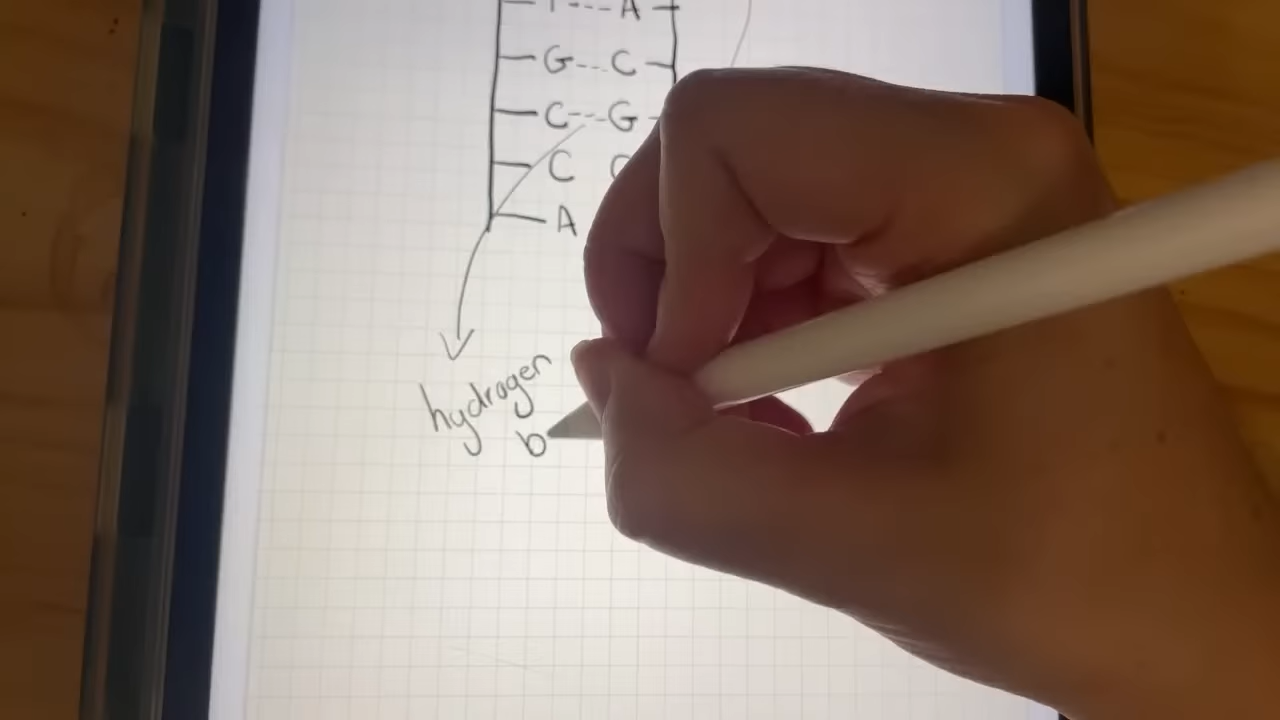 T---A
G---C
C---G
C
A
hydrogen
b